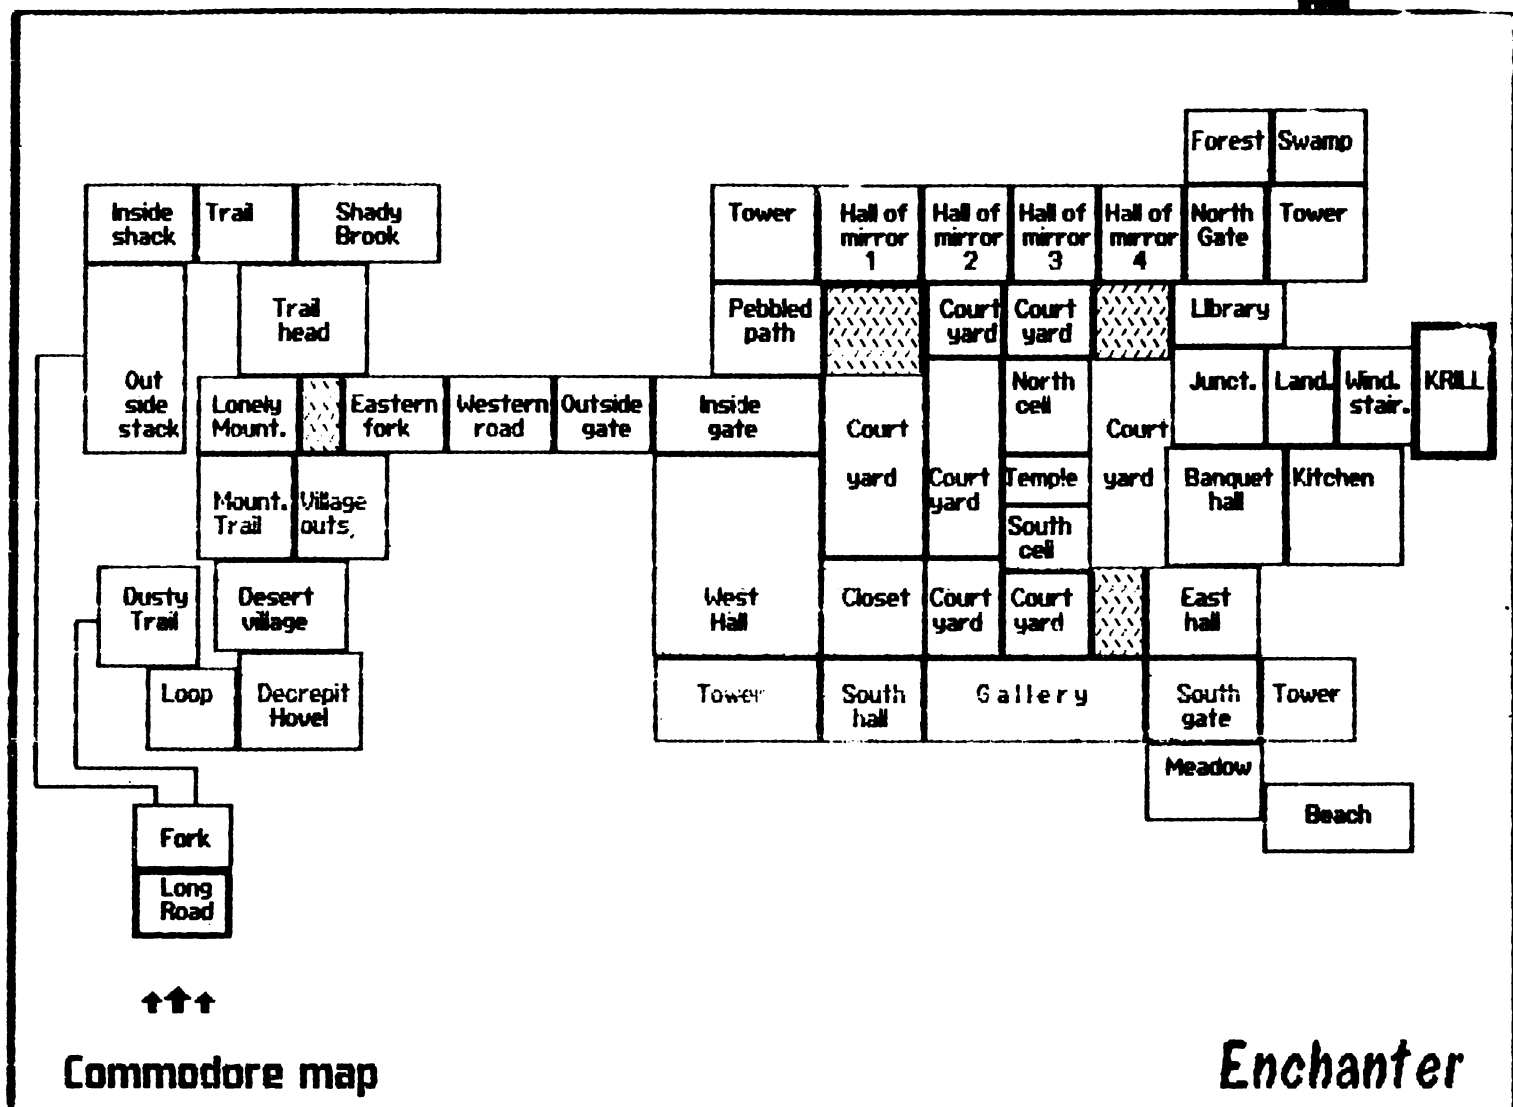 Forest Swamp
Inside shack
Trail
Shady Brook
Tower
Hall of mirror 1
Hall of mirror 2
Hall of mirror 3
Hall of mirror 4
North Gate
Tower
Trail head
Pebbled path
Court yard
Court yard
Library
Out side stack
Lonely Mount.
Eastern fork
Western road
Outside gate
Inside gate
Court yard
Court yard
North cell
Court yard
Junct.
Land.
Wind. stair.
KRILL
Mount. Trail
Village outs.
Temple
South cell
Banquet hall
Kitchen
Dusty Trail
Desert village
West Hall
Closet
Court yard
Court yard
East hall
Loop
Decrepit Hovel
Tower
South hall
Gallery
South gate
Tower
Meadow
Beach
Fork
Long Road
Commodore map
Enchanter